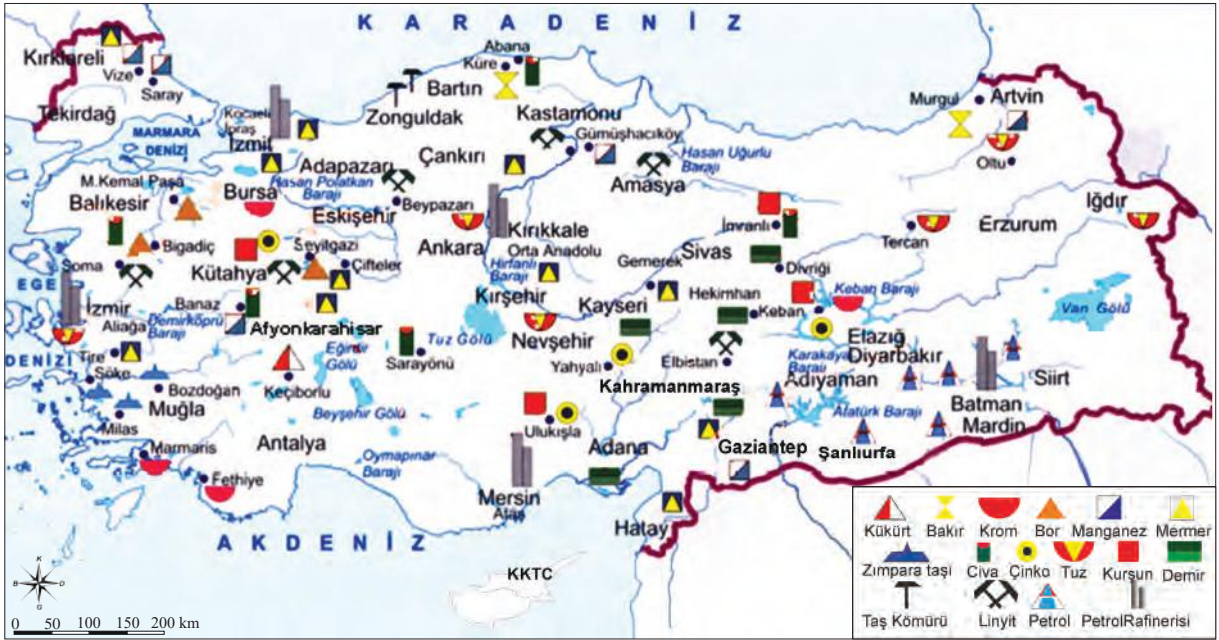 KARADENİZ
Kırklareli
Vize
Saray
Tekirdağ
MARMARA
DENİZİ
Kocaeli
İpraş
İzmit
Adapazarı
Zonguldak
Bartın
Abana
Küre
Kastamonu
Gümüşhacıköy
Çankırı
Amasya
Hasan Uğurlu
Barajı
Murgul
Artvin
Oltu
M.Kemal Paşa
Balıkesir
Bursa
Hasan Polatkan
Barajı
Eskişehir
Beypazarı
Ankara
Kırıkkale
Orta Anadolu
İmranlı
Sivas
Tercan
Erzurum
Iğdır
Bigadiç
Soma
Kütahya
Seyitgazi
Çifteler
Hirfanlı
Barajı
Gemerek
Divriği
EGE
DENİZİ
İzmir
Aliağa
Banaz
Demirköprü
Barajı
Afyonkarahisar
Kırşehir
Kayseri
Hekimhan
Keban
Keban Barajı
Van Gölü
Tire
Söke
Bozdoğan
Keçiborlu
Eğirdir
Gölü
Sarayönü
Tuz Gölü
Nevşehir
Yahyalı
Elbistan
Elazığ
Karakaya
Barajı
Diyarbakır
Siirt
Muğla
Milas
Beyşehir Gölü
Kahramanmaraş
Adıyaman
Atatürk Barajı
Batman
Mardin
Marmaris
Fethiye
Antalya
Oymapınar
Barajı
Ulukışla
Adana
Gaziantep
Şanlıurfa
Mersin
Ataş
Hatay
AKDENİZ
KKTC
K
B
D
G
0 50 100 150 200 km
Kükürt Bakır Krom Bor Manganez Mermer
Zımpara taşı Civa Çinko Tuz Kurşun Demir
Taş Kömürü Linyit Petrol PetrolRafinerisi